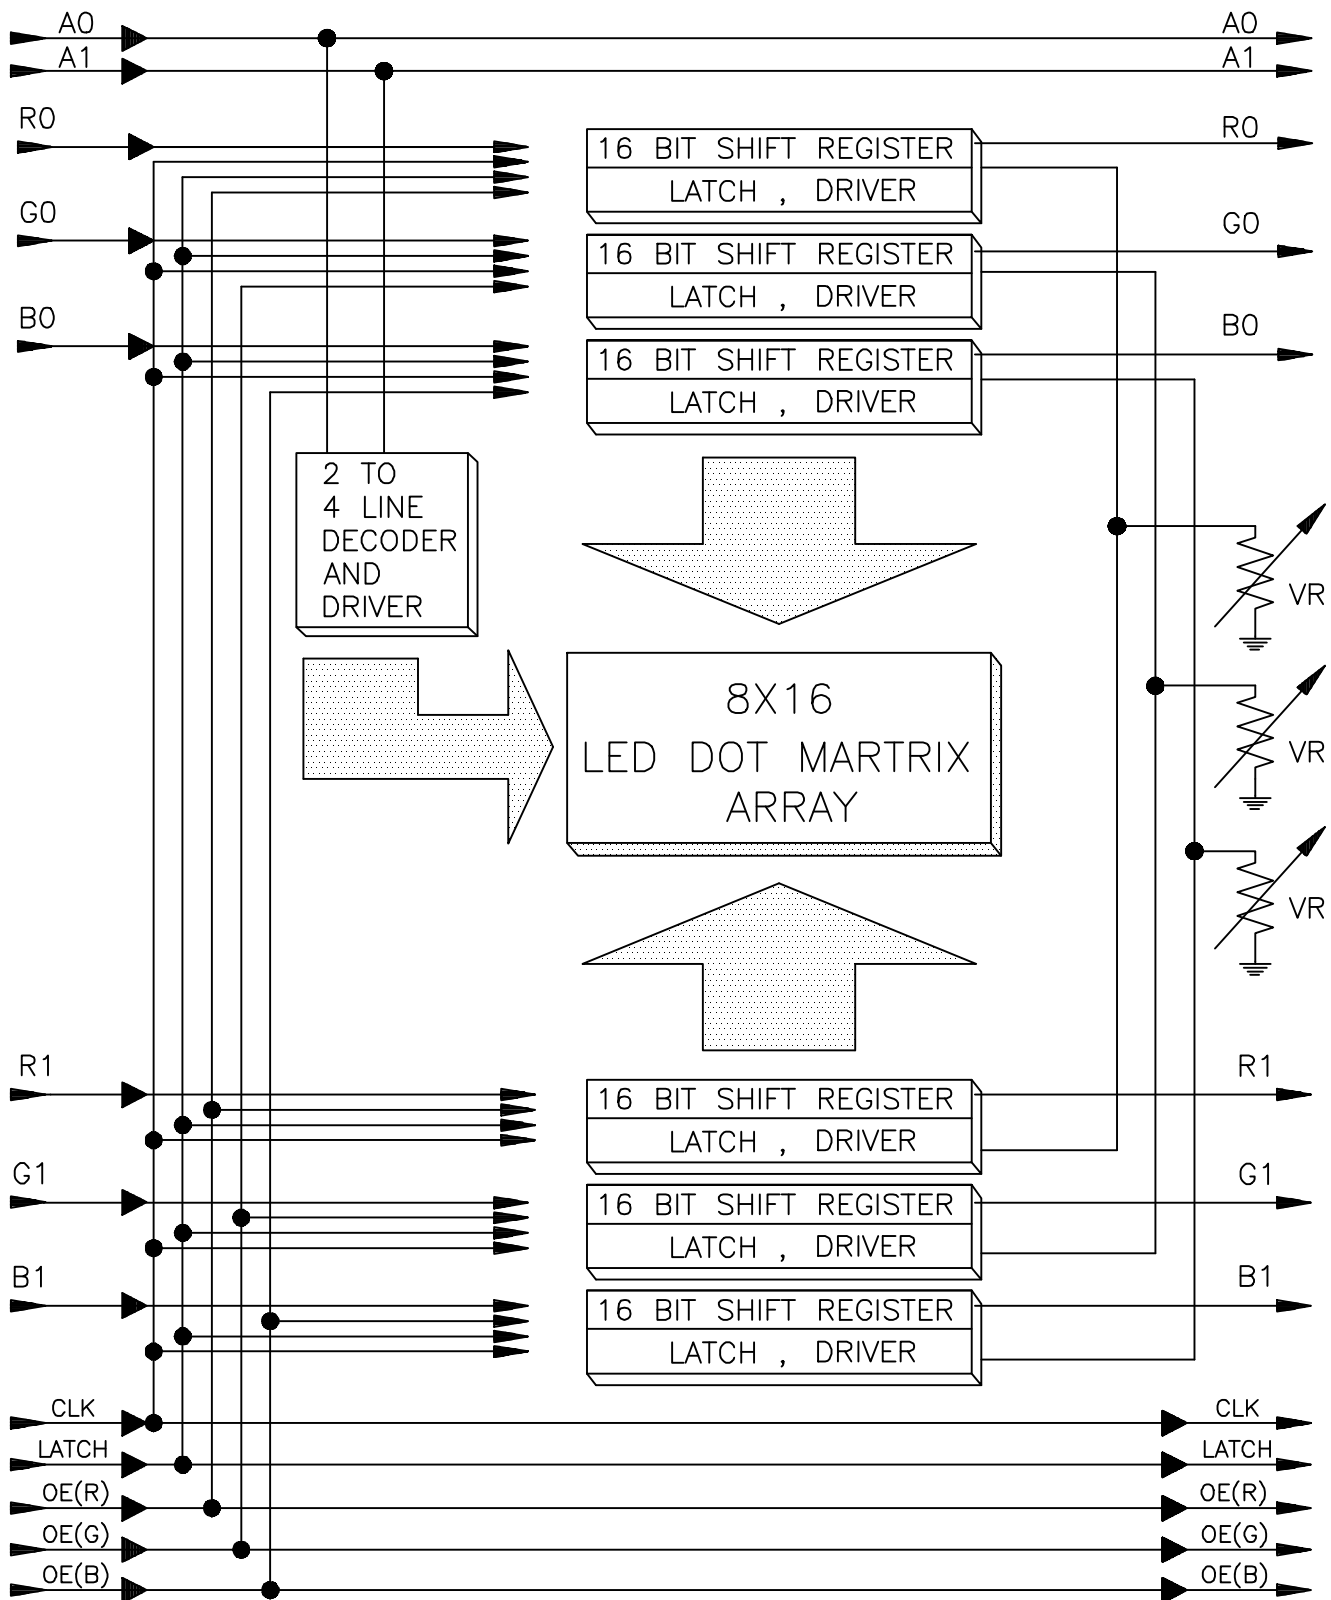 A0
A0
A1
A1
R0
R0
16 BIT SHIFT REGISTER
LATCH , DRIVER
G0
G0
16 BIT SHIFT REGISTER
LATCH , DRIVER
B0
B0
16 BIT SHIFT REGISTER
LATCH , DRIVER
2 TO
4 LINE
DECODER
AND
DRIVER
VR
8X16
LED DOT MARTRIX
ARRAY
VR
VR
R1
R1
16 BIT SHIFT REGISTER
LATCH , DRIVER
G1
G1
16 BIT SHIFT REGISTER
LATCH , DRIVER
B1
B1
16 BIT SHIFT REGISTER
LATCH , DRIVER
CLK
CLK
LATCH
LATCH
OE(R)
OE(R)
OE(G)
OE(G)
OE(B)
OE(B)